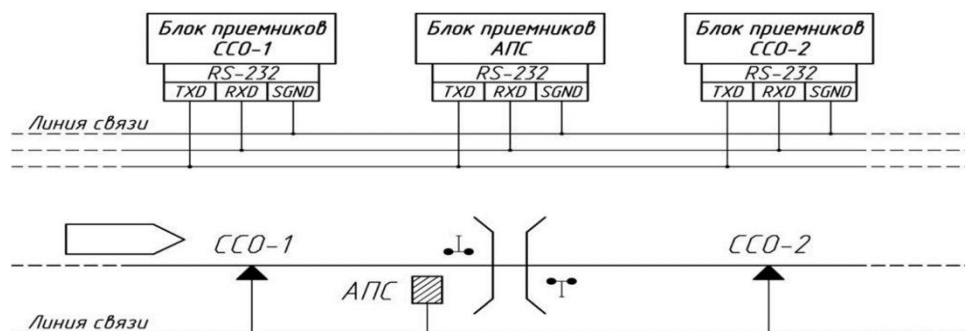 Блок приемников ССО-1
RS-232
TXD RXD SGND
Блок приемников АПС
RS-232
TXD RXD SGND
Блок приемников ССО-2
RS-232
TXD RXD SGND
Линия связи
ССО-1
ССО-2
АПС
Линия связи